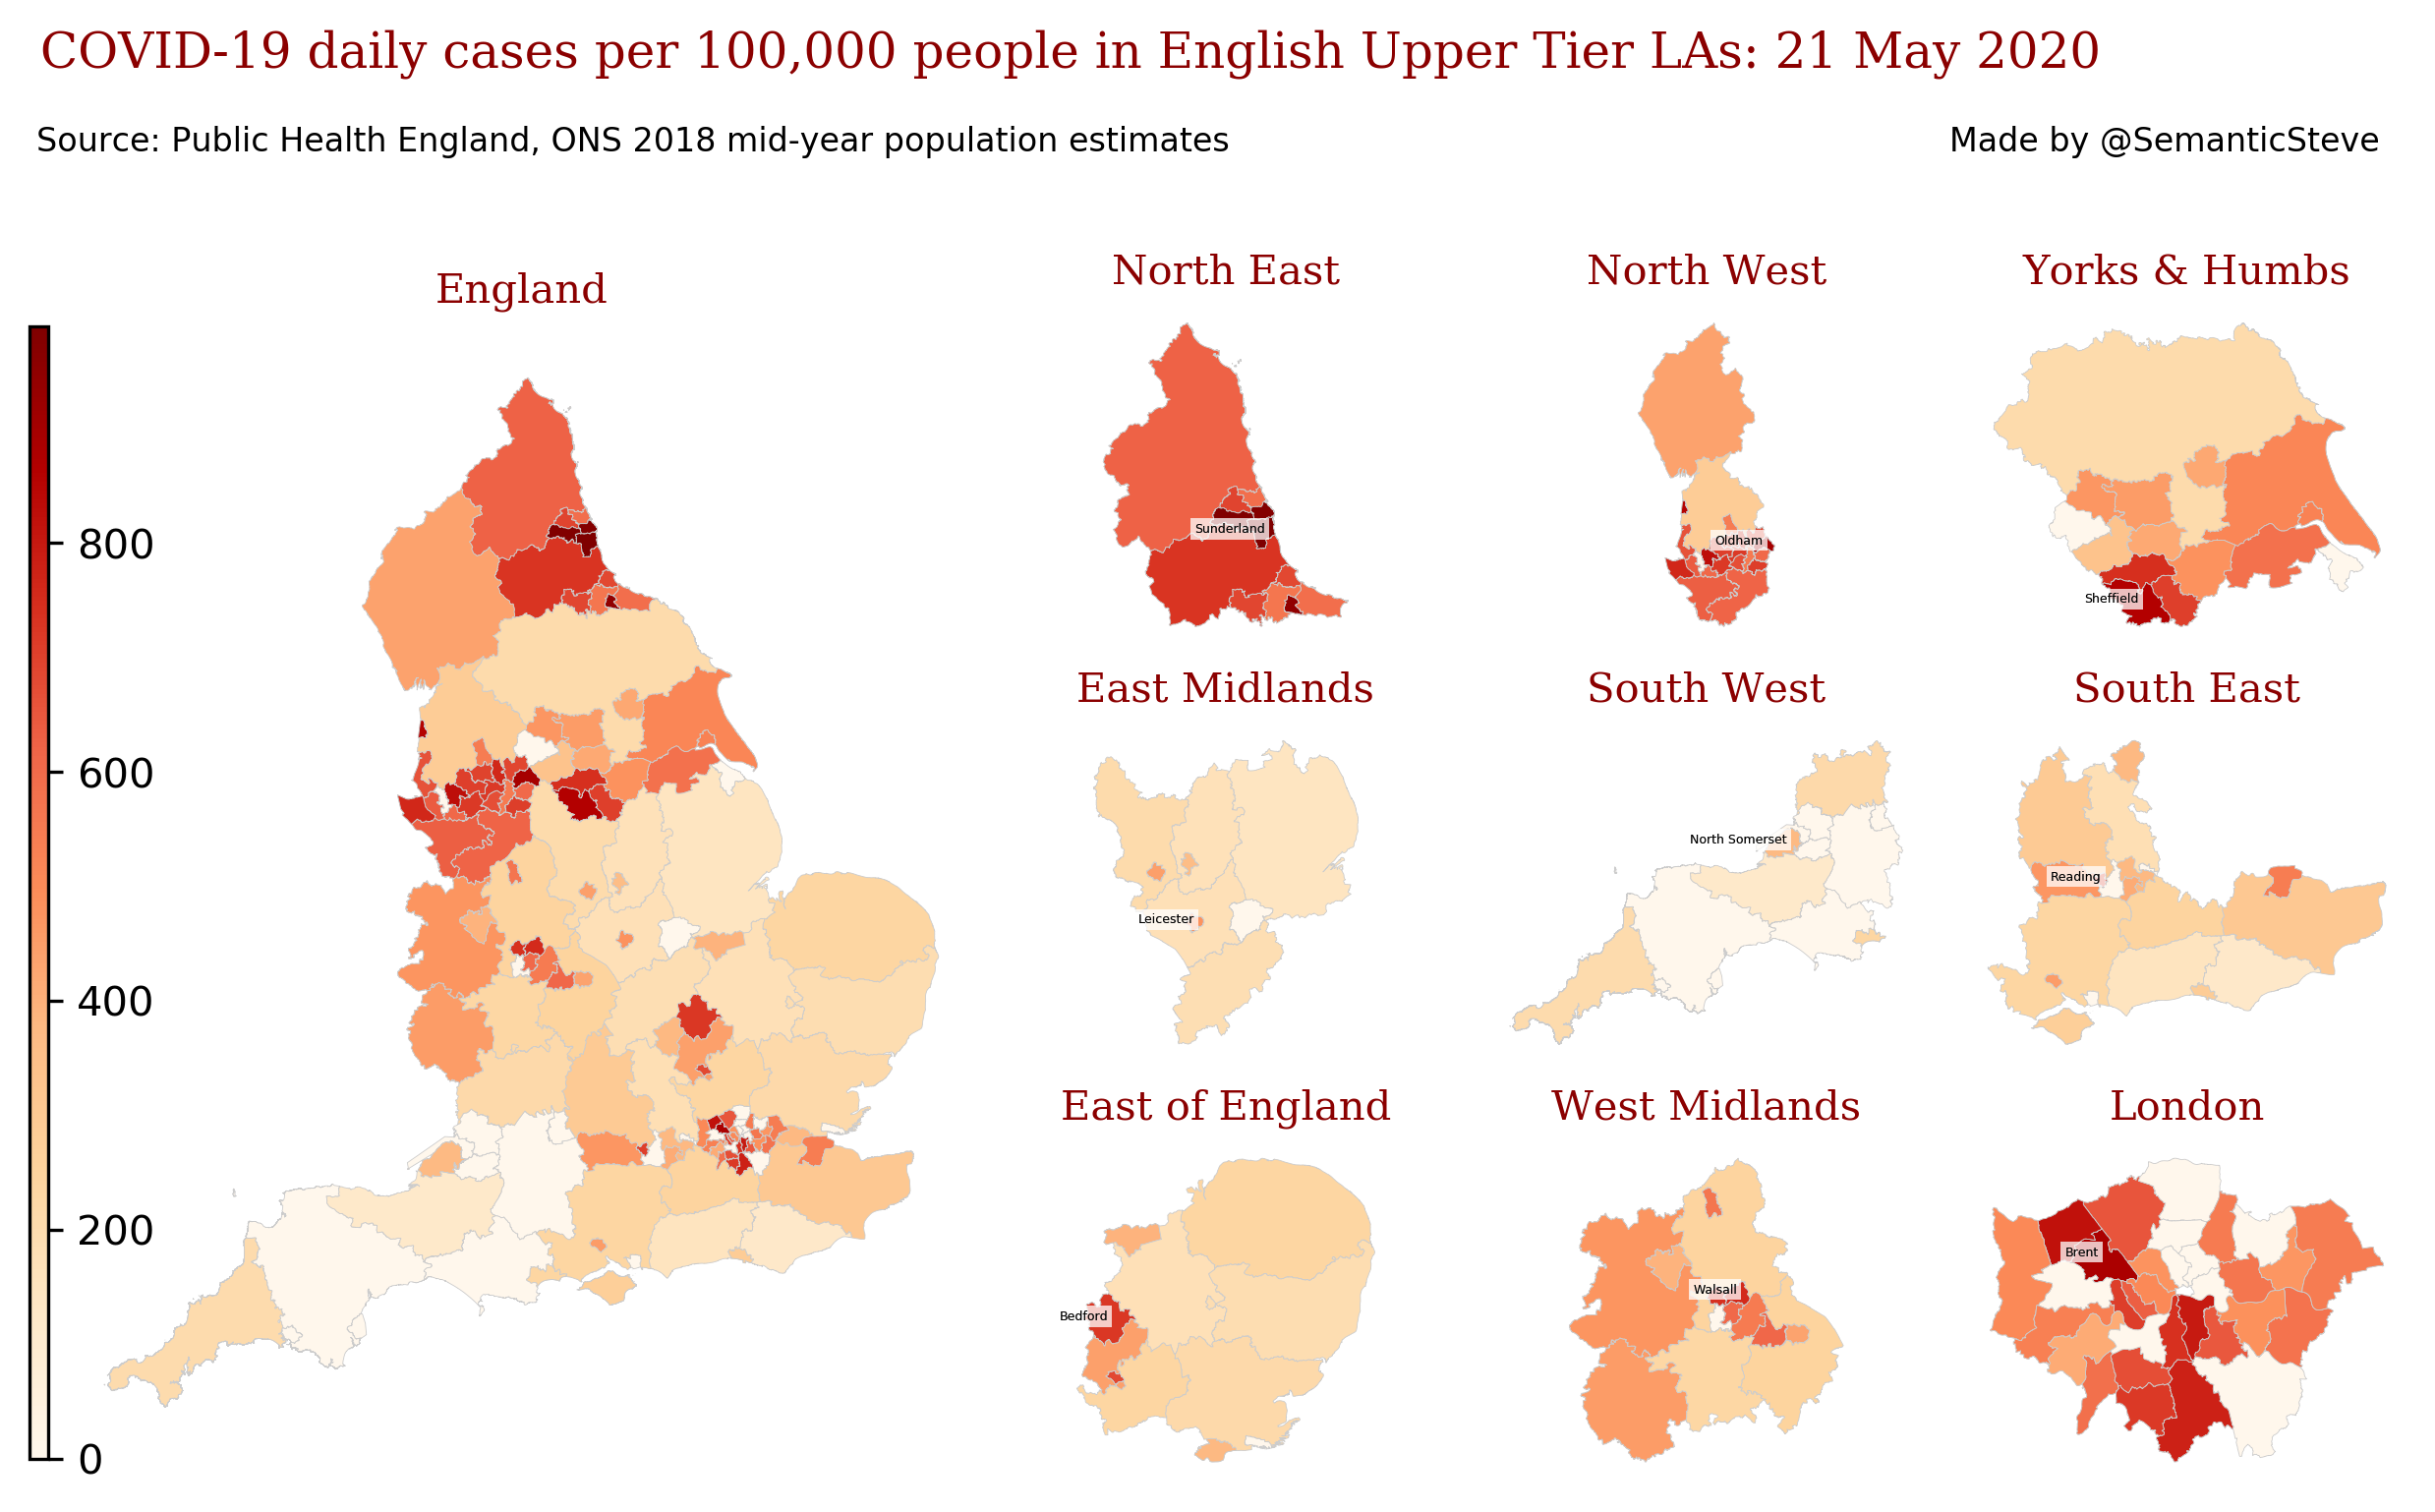 COVID-19 daily cases per 100,000 people in English Upper Tier LAs: 21 May 2020
Source: Public Health England, ONS 2018 mid-year population estimates
Made by @SemanticSteve
England
800
600
400
200
0
North East
Sunderland
North West
Oldham
Yorks & Humbs
Sheffield
East Midlands
Leicester
South West
North Somerset
South East
Reading
East of England
Bedford
West Midlands
Walsall
London
Brent